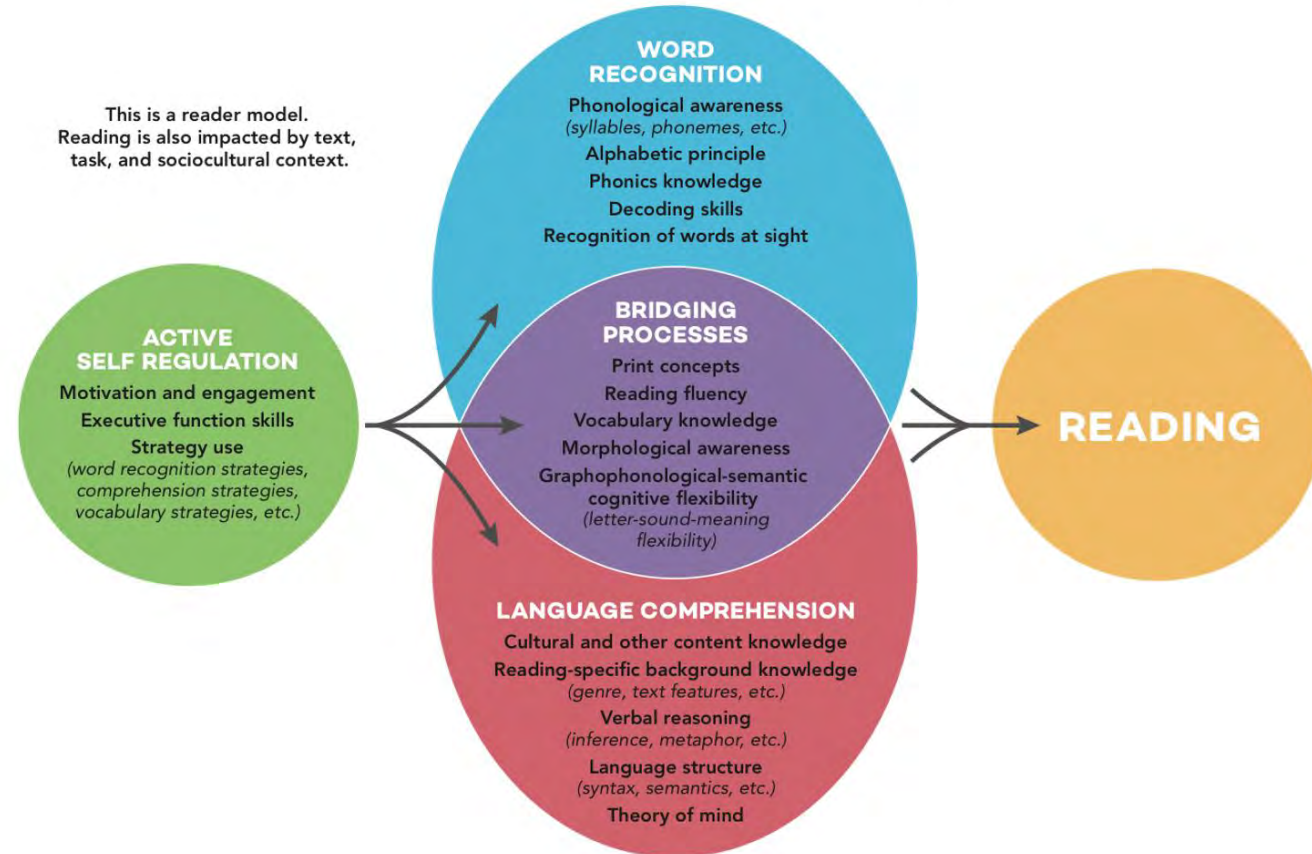 This is a reader model.
Reading is also impacted by text,
task, and sociocultural context.
ACTIVE
SELF REGULATION
Motivation and engagement
Executive function skills
Strategy use
(word recognition strategies,
comprehension strategies,
vocabulary strategies, etc.)
WORD
RECOGNITION
Phonological awareness
(syllables, phonemes, etc.)
Alphabetic principle
Phonics knowledge
Decoding skills
Recognition of words at sight
BRIDGING
PROCESSES
Print concepts
Reading fluency
Vocabulary knowledge
Morphological awareness
Graphophonological-semantic
cognitive flexibility
(letter-sound-meaning
flexibility)
LANGUAGE COMPREHENSION
Cultural and other content knowledge
Reading-specific background knowledge
(genre, text features, etc.)
Verbal reasoning
(inference, metaphor, etc.)
Language structure
(syntax, semantics, etc.)
Theory of mind
READING